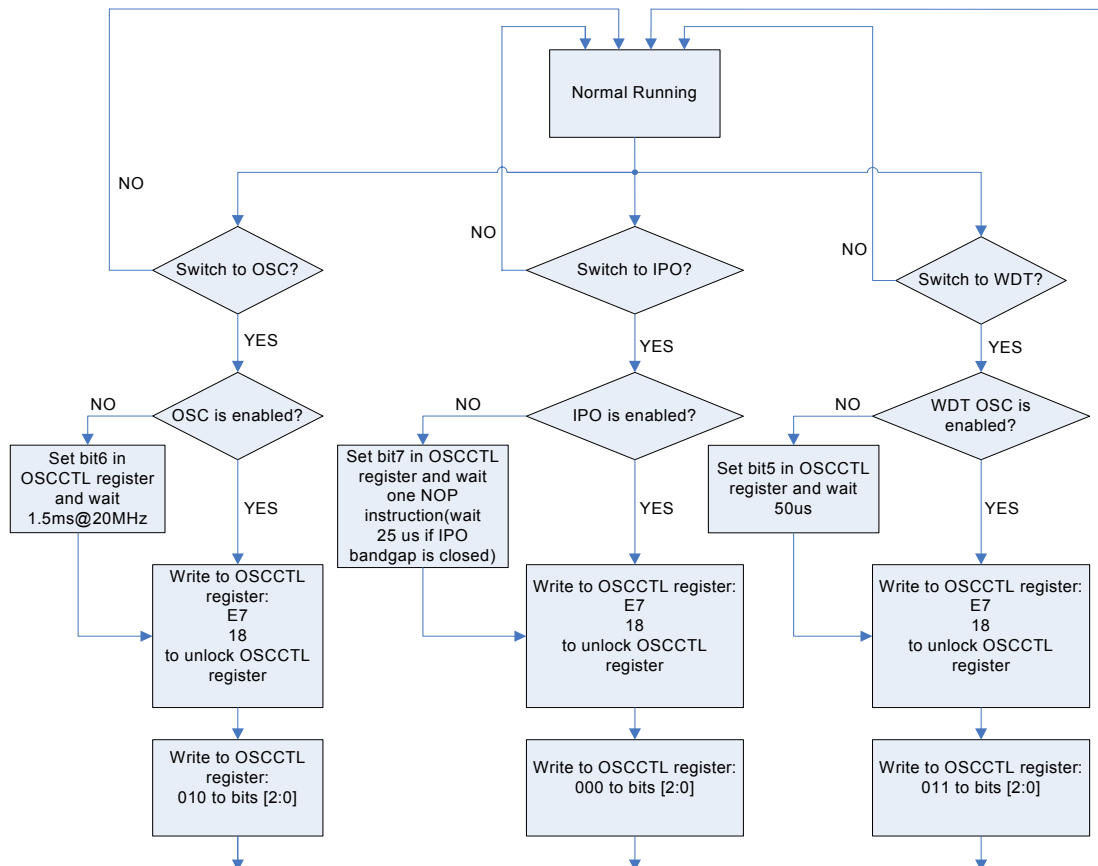 Normal Running
NO
NO
NO
Switch to OSC?
Switch to IPO?
Switch to WDT?
YES
YES
YES
OSC is enabled?
IPO is enabled?
WDT OSC is
enabled?
NO
NO
NO
Set bit6 in
OSCCTL register
and wait
1.5ms@20MHz
Set bit7 in OSCCTL
register and wait
one NOP
instruction(wait
25 us if IPO
bandgap is closed)
Set bit5 in OSCCTL
register and wait
50us
YES
YES
YES
Write to OSCCTL
register:
E7
18
to unlock OSCCTL
register
Write to OSCCTL register:
E7
18
to unlock OSCCTL
register
Write to OSCCTL register:
E7
18
to unlock OSCCTL
register
Write to OSCCTL
register:
010 to bits [2:0]
Write to OSCCTL register:
000 to bits [2:0]
Write to OSCCTL register:
011 to bits [2:0]